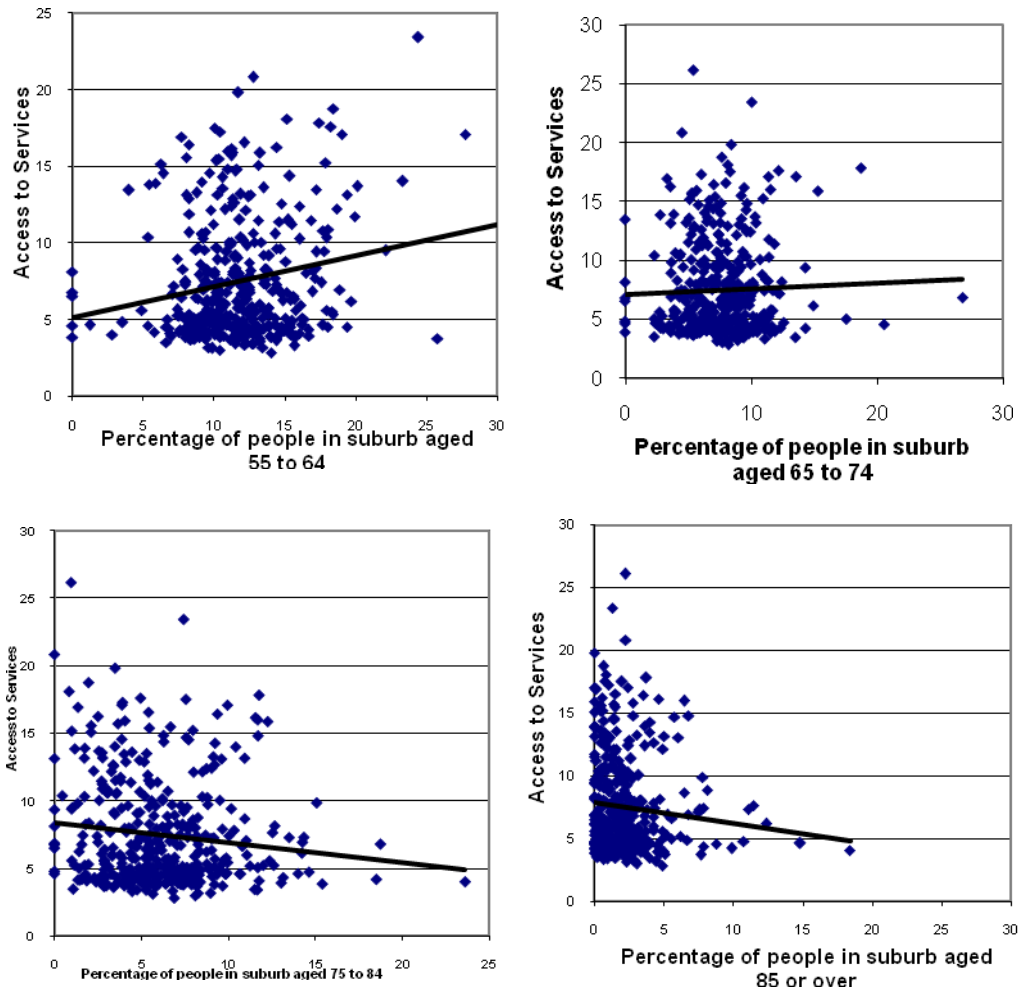 25
20
15
10
5
0
Access to Services
0 5 10 15 20 25 30
Percentage of people in suburb aged
55 to 64
30
25
20
15
10
5
0
Access to Services
0 10 20 30
Percentage of people in suburb
aged 65 to 74
30
25
20
15
10
5
0
Access to Services
0 5 10 15 20 25
Percentage of people in suburb aged 75 to 84
30
25
20
15
10
5
0
Access to Services
0 5 10 15 20 25 30
Percentage of people in suburb aged
85 or over